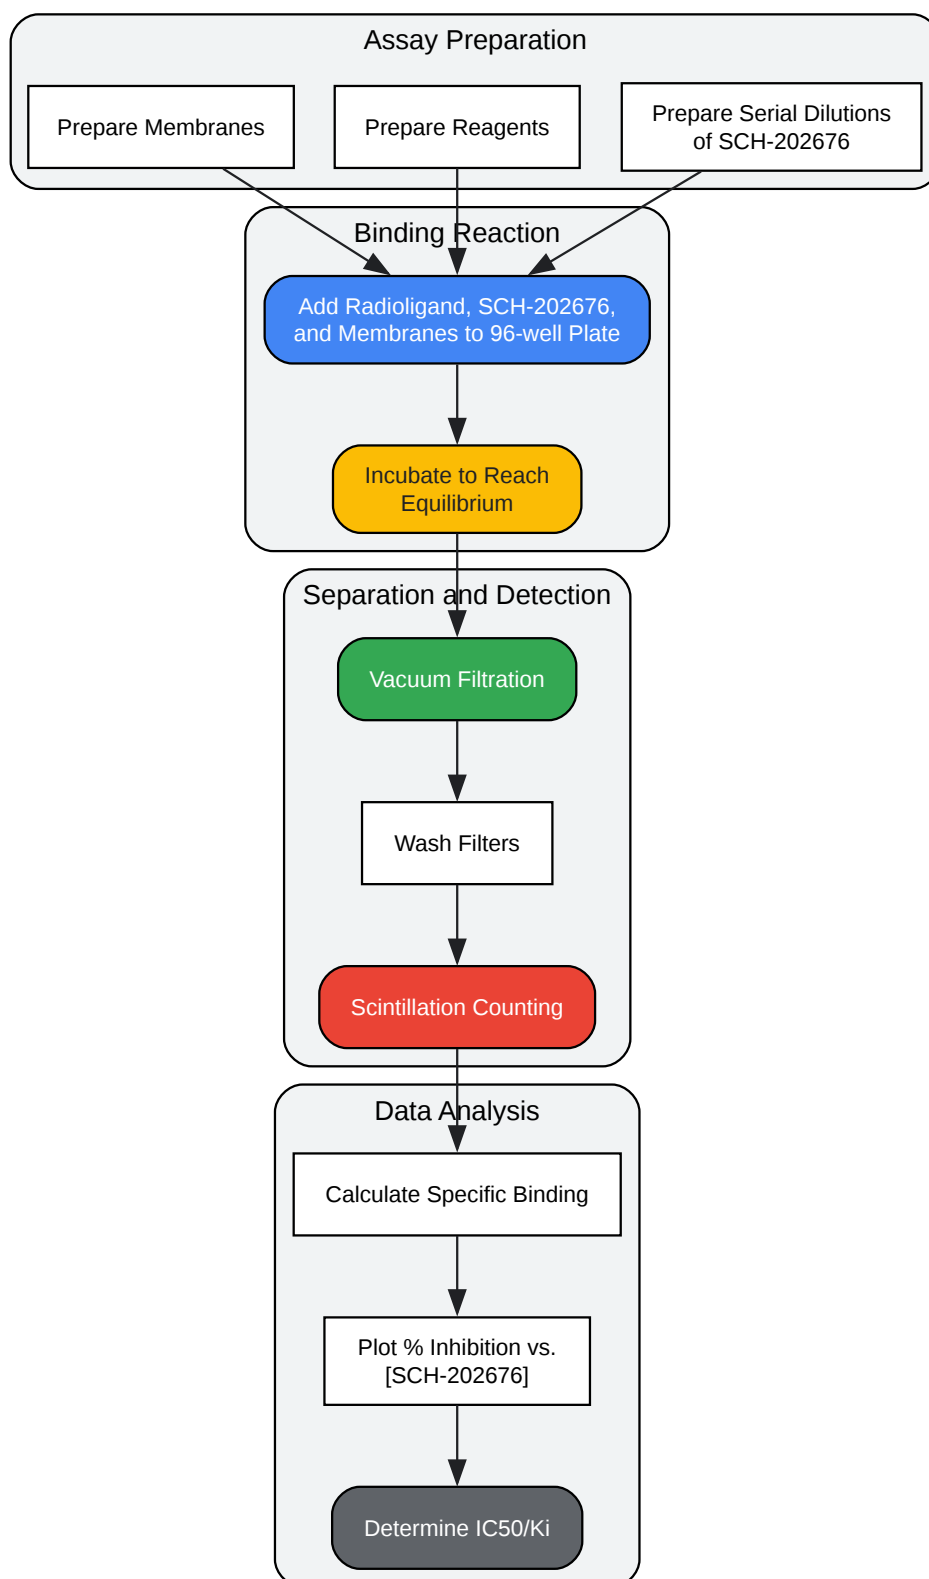 Assay Preparation
Prepare Membranes
Prepare Reagents
Prepare Serial Dilutions
of SCH-202676
Binding Reaction
Add Radioligand, SCH-202676,
and Membranes to 96-well Plate
Incubate to Reach
Equilibrium
Separation and Detection
Vacuum Filtration
Wash Filters
Scintillation Counting
Data Analysis
Calculate Specific Binding
Plot % Inhibition vs.
[SCH-202676]
Determine IC50/Ki